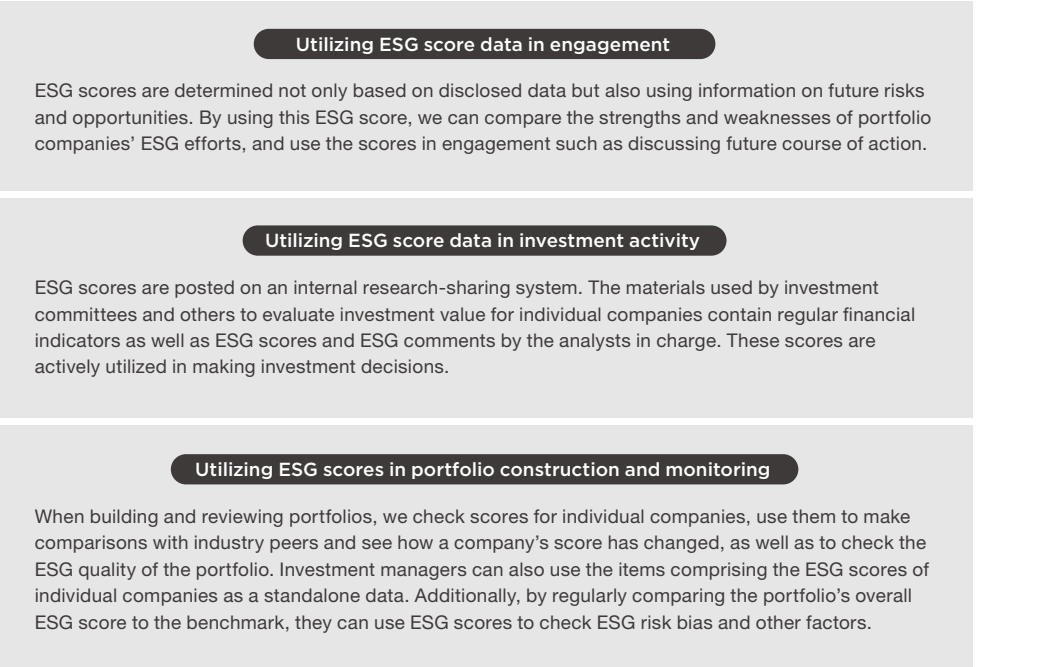 Utilizing ESG score data in engagement
ESG scores are determined not only based on disclosed data but also using information on future risks
and opportunities. By using this ESG score, we can compare the strengths and weaknesses of portfolio
companies’ ESG efforts, and use the scores in engagement such as discussing future course of action.
Utilizing ESG score data in investment activity
ESG scores are posted on an internal research-sharing system. The materials used by investment
committees and others to evaluate investment value for individual companies contain regular financial
indicators as well as ESG scores and ESG comments by the analysts in charge. These scores are
actively utilized in making investment decisions.
Utilizing ESG scores in portfolio construction and monitoring
When building and reviewing portfolios, we check scores for individual companies, use them to make
comparisons with industry peers and see how a company’s score has changed, as well as to check the
ESG quality of the portfolio. Investment managers can also use the items comprising the ESG scores of
individual companies as a standalone data. Additionally, by regularly comparing the portfolio’s overall
ESG score to the benchmark, they can use ESG scores to check ESG risk bias and other factors.